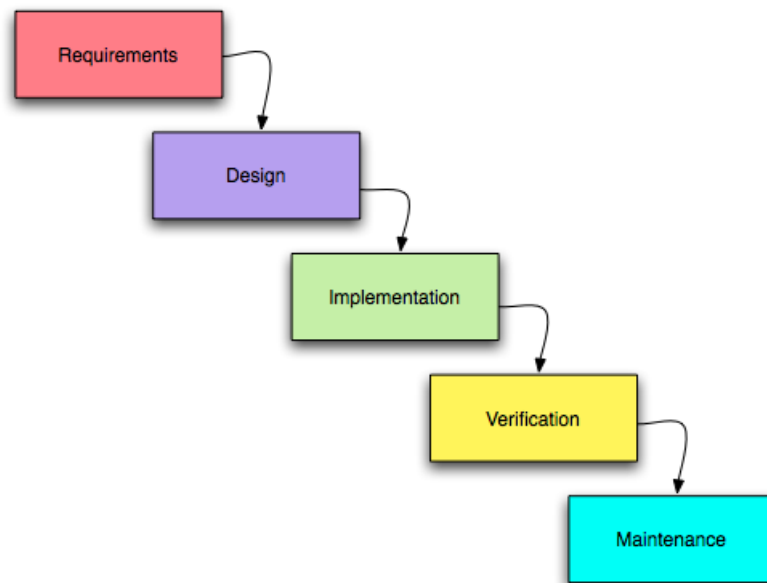 Requirements
Design
Implementation
Verification
Maintenance